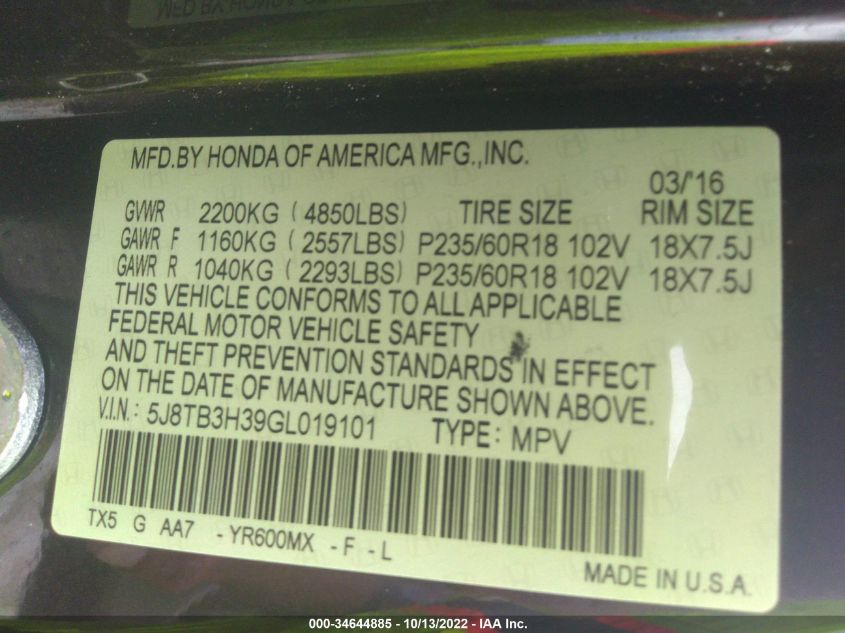 MFD.BY HONDA OF AMERICA MFG.,INC.
03/'16
GVWR 2200KG (4850LBS) TIRE SIZE RIM SIZE
GAWR F 1160KG (2557LBS) P235/60R18 102V 18X7.5J
GAWR R 1040KG (2293LBS) P235/60R18 102V 18X7.5J
THIS VEHICLE CONFORMS TO ALL APPLICABLE
FEDERAL MOTOR VEHICLE SAFETY
AND THEFT PREVENTION STANDARDS IN EFFECT
ON THE DATE OF MANUFACTURE SHOWN ABOVE.
V.I.N.: 5J8TB3H39GL019101 TYPE: MPV
TX5 G AA7 - YR600MX - F - L
MADE IN U.S.A.
000-34644885 - 10/13/2022 - IAA Inc.